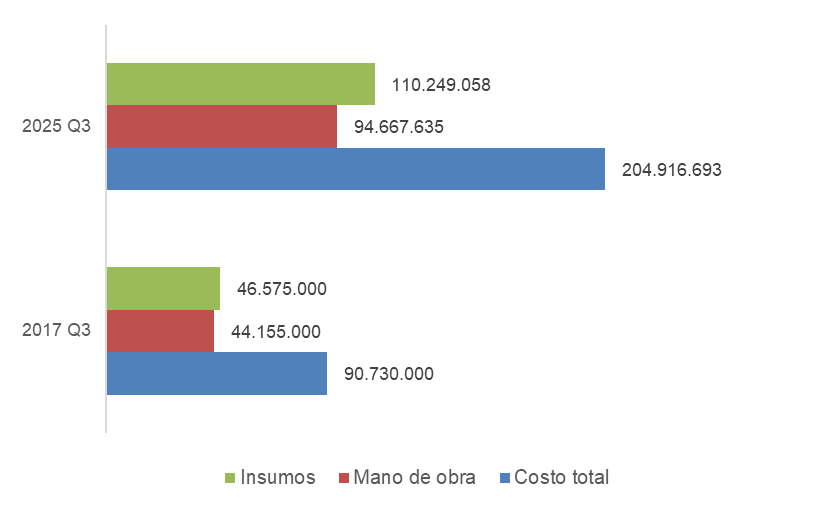 110.249.058
2025 Q3
94.667.635
204.916.693
46.575.000
2017 Q3
44.155.000
90.730.000
Insumos Mano de obra Costo total